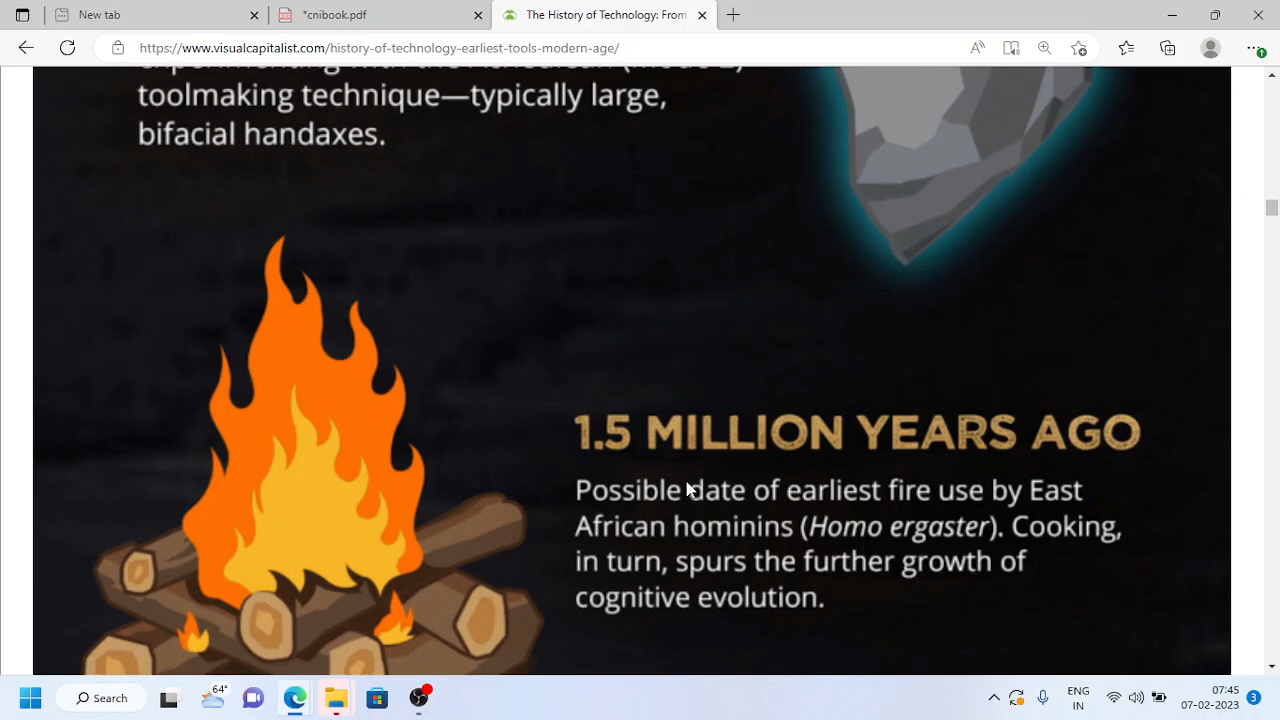 New tab
*cnibook.pdf
The History of Technology: From
https://www.visualcapitalist.com/history-of-technology-earliest-tools-modern-age/
toolmaking technique—typically large,
bifacial handaxes.
1.5 MILLION YEARS AGO
Possible date of earliest fire use by East
African hominins (Homo ergaster). Cooking,
in turn, spurs the further growth of
cognitive evolution.
Search
64°
ENG
IN
07:45
07-02-2023
3